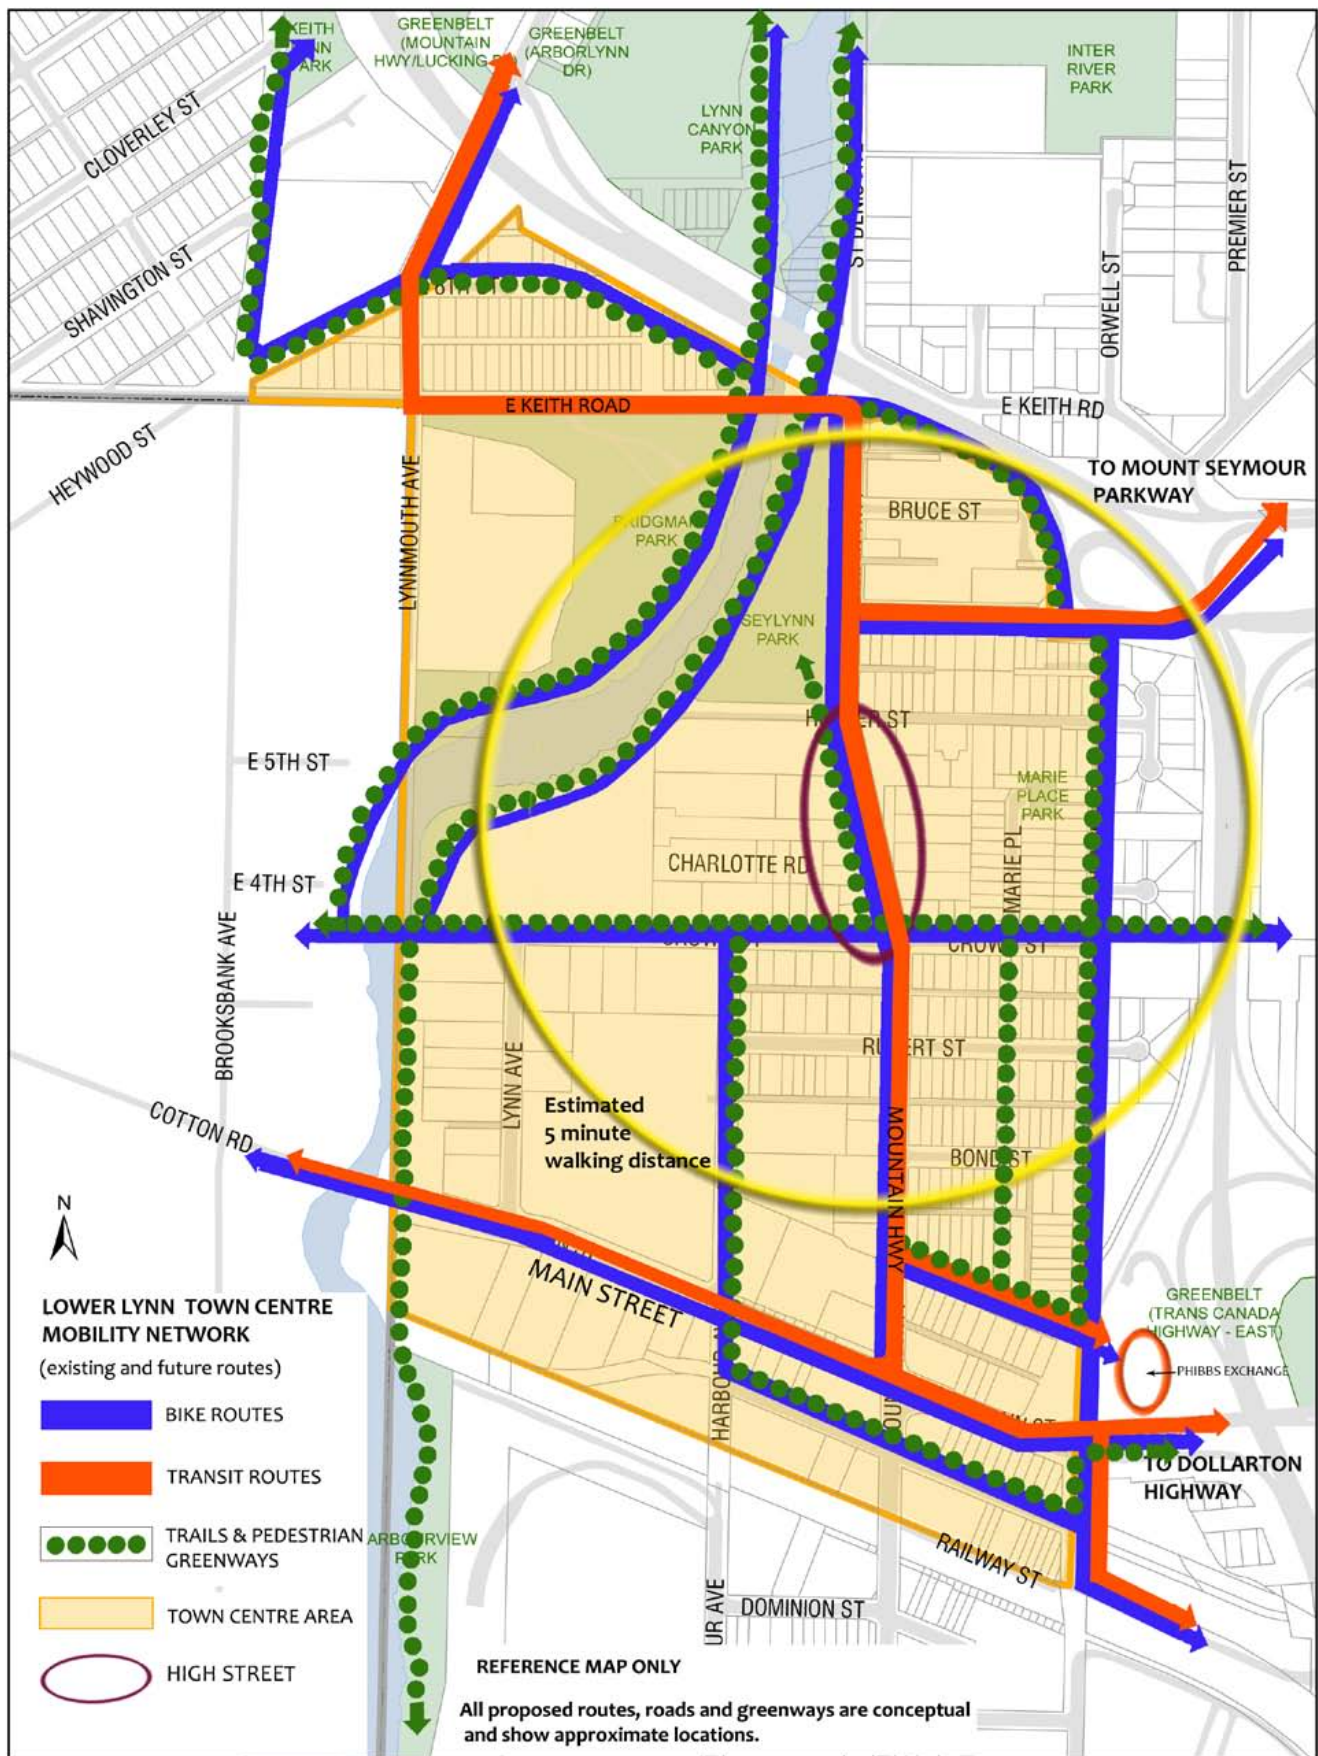 GREENBELT
(MOUNTAIN
HWY/LUCKING
GREENBELT
(ARBORLYNN
DR)
INTER
RIVER
PARK
LYNN
CANYON
PARK
CLOVERLEY ST
SHAVINGTON ST
PREMIER ST
ORWELL ST
E KEITH ROAD
E KEITH RD
HEYWOOD ST
LYNNMOUTH AVE
TO MOUNT SEYMOUR
PARKWAY
BRUCE ST
PARK
SEYLYNN
PARK
E 5TH ST
MARIE
PLACE
PARK
MARIE PL
CHARLOTTE RD
E 4TH ST
BROOKSBANK AVE
LYNN AVE
COTTON RD
Estimated
5 minute
walking distance
MOUNTAIN HWY
BOND ST
MAIN STREET
N
GREENBELT
(TRANS CANADA
HIGHWAY - EAST)
PHIBBS EXCHANGE
TO DOLLARTON
HIGHWAY
RAILWAY ST
DOMINION ST
UR AVE
LOWER LYNN TOWN CENTRE
MOBILITY NETWORK
(existing and future routes)
BIKE ROUTES
TRANSIT ROUTES
TRAILS & PEDESTRIAN
GREENWAYS
TOWN CENTRE AREA
HIGH STREET
REFERENCE MAP ONLY
All proposed routes, roads and greenways are conceptual
and show approximate locations.